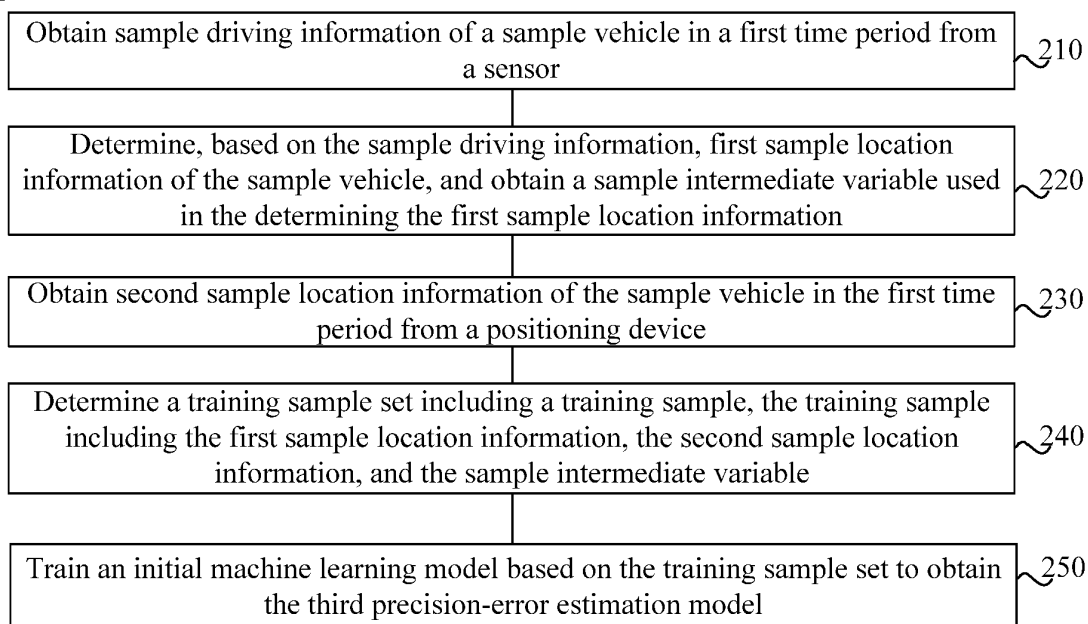 Obtain sample driving information of a sample vehicle in a first time period from
a sensor
210
Determine, based on the sample driving information, first sample location
information of the sample vehicle, and obtain a sample intermediate variable used
in the determining the first sample location information
220
Obtain second sample location information of the sample vehicle in the first time
period from a positioning device
230
Determine a training sample set including a training sample, the training sample
including the first sample location information, the second sample location
information, and the sample intermediate variable
240
Train an initial machine learning model based on the training sample set to obtain
the third precision-error estimation model
250